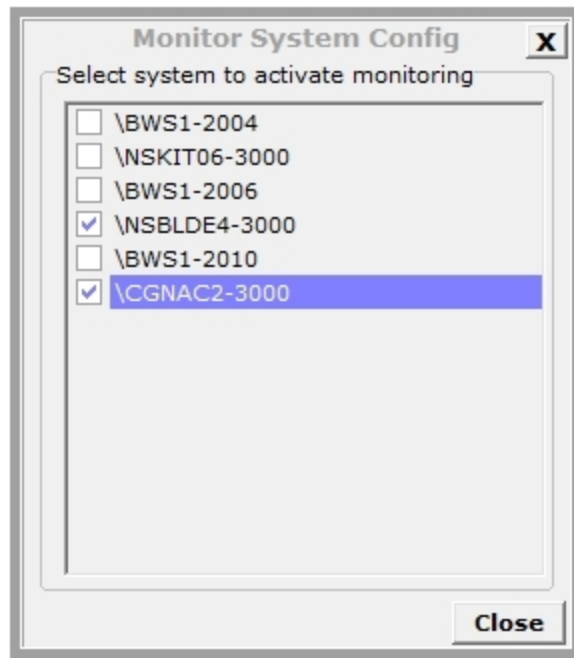 Monitor System Config
X
Select system to activate monitoring
\BWS1-2004
\NSKIT06-3000
\BWS1-2006
\NSBLDE4-3000
\BWS1-2010
\CGNAC2-3000
Close